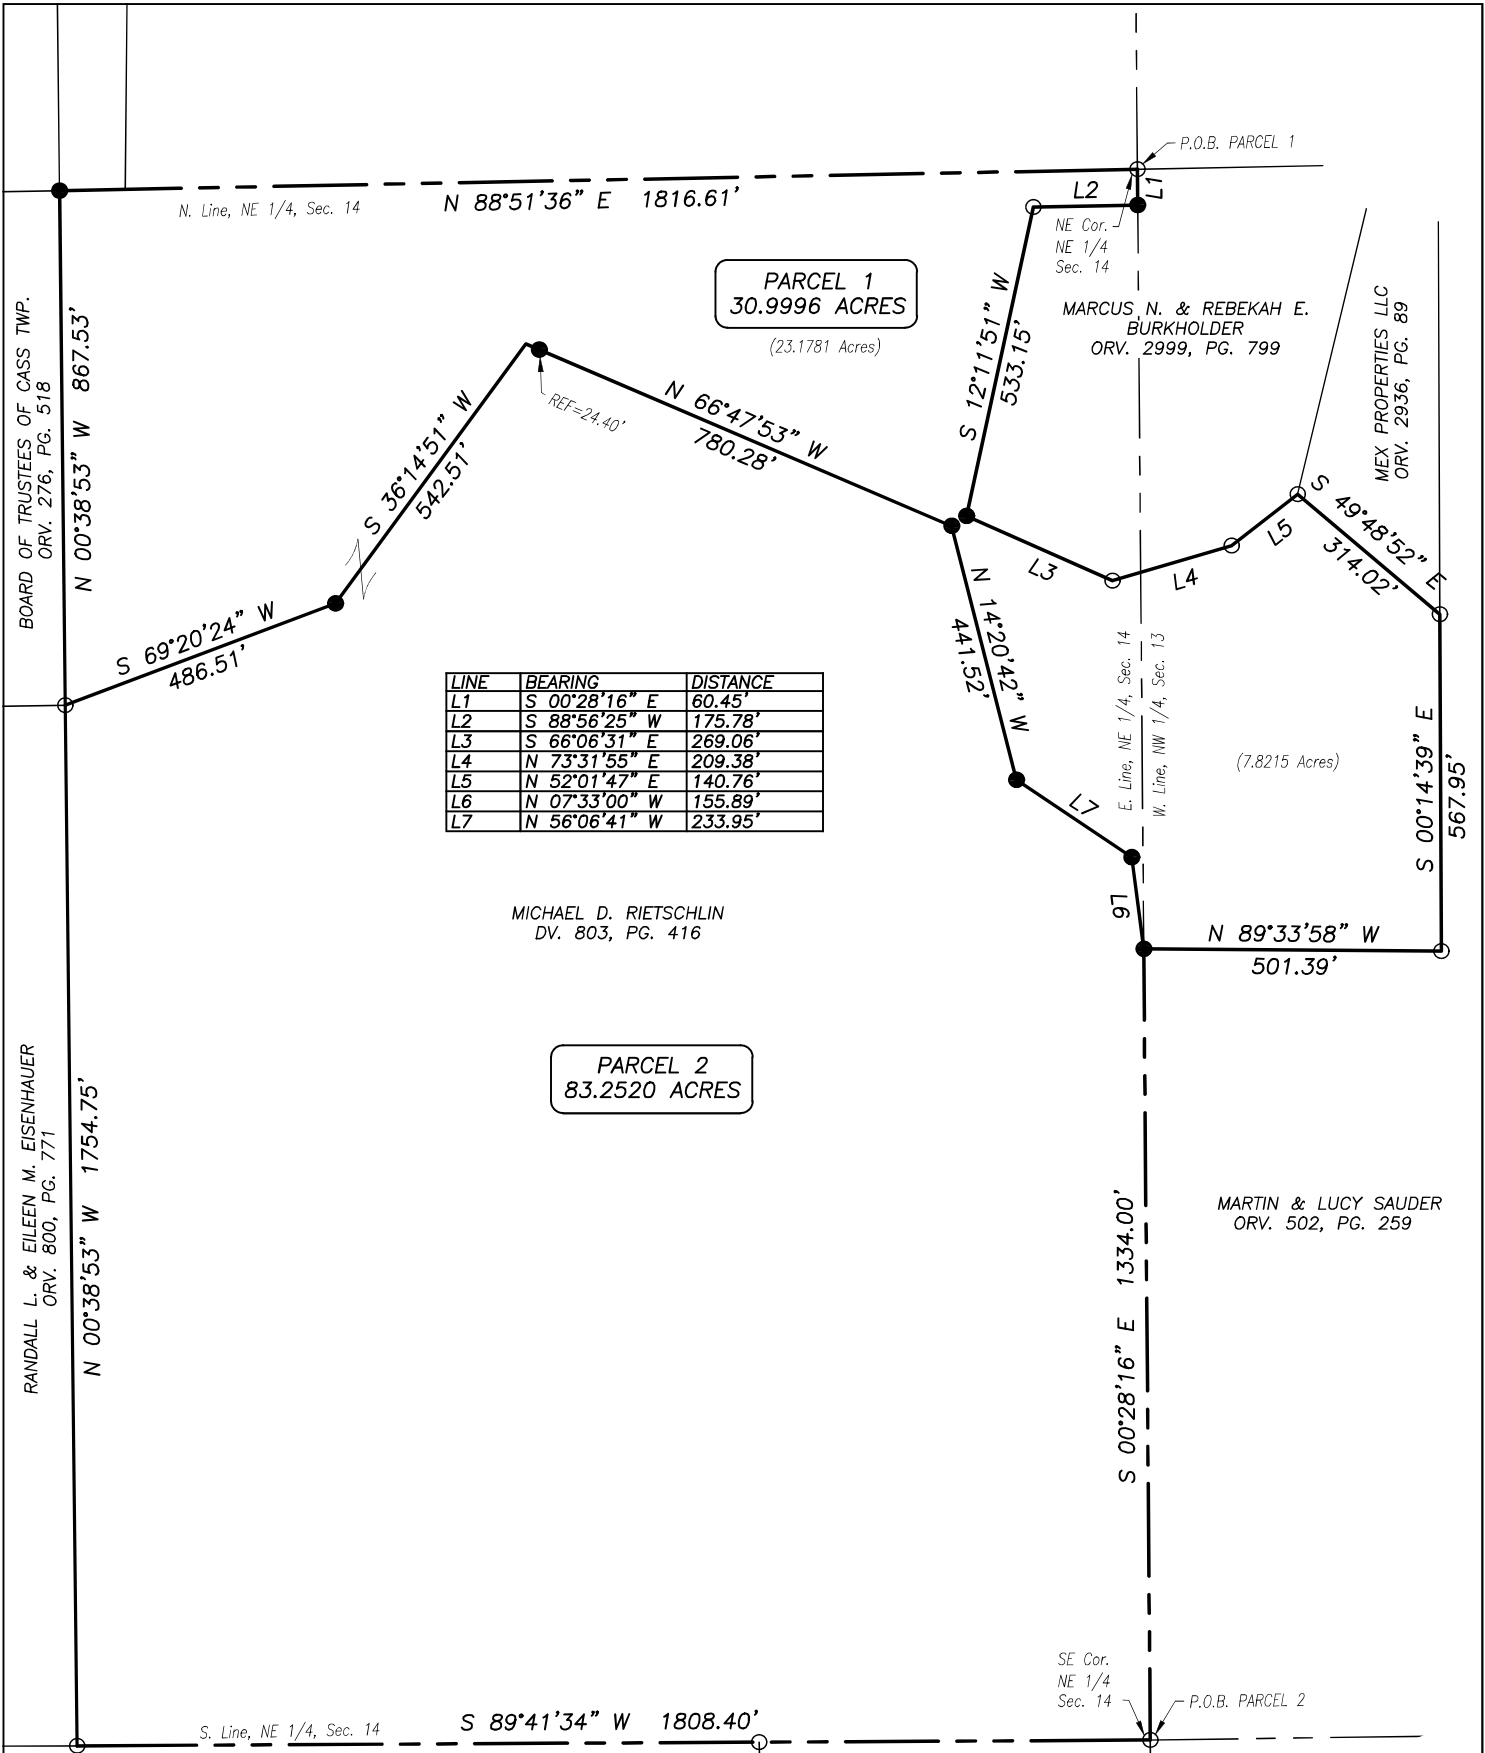 P.O.B. PARCEL 1
N. Line, NE 1/4, Sec. 14
N 88°51'36" E 1816.61'
L2
L1
NE Cor.
NE 1/4
Sec. 14
PARCEL 1
30.9996 ACRES
(23.1781 Acres)
MARCUS N. & REBEKAH E.
BURKHOLDER
ORV. 2999, PG. 799
MEX PROPERTIES LLC
ORV. 2936, PG. 89
BOARD OF TRUSTEES OF CASS TWP.
ORV. 276, PG. 518
N 00°38'53" W 867.53'
S 12°11'51" W
533.15'
REF=24.40'
N 66°47'53" W
780.28'
S 36°14'51" W
542.51'
S 69°20'24" W
486.51'
L3
L4
L5
S 49°48'52" E
314.02'
N 14°20'42" W
441.52'
E. Line, NE 1/4, Sec. 14
W. Line, NW 1/4, Sec. 13
(7.8215 Acres)
S 00°14'39" E
567.95'
LINE BEARING DISTANCE
L1 S 00°28'16" E 60.45'
L2 S 88°56'25" W 175.78'
L3 S 66°06'31" E 269.06'
L4 N 73°31'55" E 209.38'
L5 N 52°01'47" E 140.76'
L6 N 07°33'00" W 155.89'
L7 N 56°06'41" W 233.95'
L7
L6
MICHAEL D. RIETSCHLIN
DV. 803, PG. 416
N 89°33'58" W
501.39'
PARCEL 2
83.2520 ACRES
RANDALL L. & EILEEN M. EISENHAUER
ORV. 800, PG. 771
N 00°38'53" W 1754.75'
S 00°28'16" E 1334.00'
MARTIN & LUCY SAUDER
ORV. 502, PG. 259
SE Cor.
NE 1/4
Sec. 14
P.O.B. PARCEL 2
S. Line, NE 1/4, Sec. 14
S 89°41'34" W 1808.40'